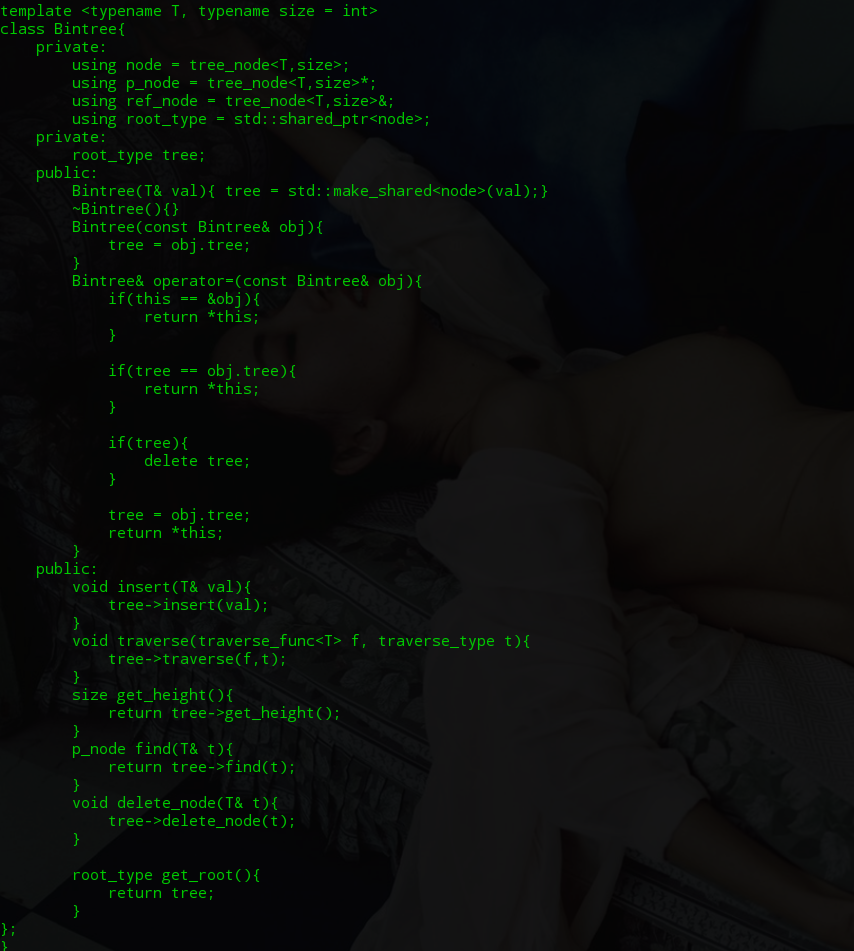 template <typename T, typename size = int>
class Bintree{
    private:
        using node = tree_node<T,size>;
        using p_node = tree_node<T,size>*;
        using ref_node = tree_node<T,size>&;
        using root_type = std::shared_ptr<node>;
    private:
        root_type tree;
    public:
        Bintree(T& val){ tree = std::make_shared<node>(val);}
        ~Bintree(){}
        Bintree(const Bintree& obj){
            tree = obj.tree;
        }
        Bintree& operator=(const Bintree& obj){
            if(this == &obj){
                return *this;
            }

            if(tree == obj.tree){
                return *this;
            }

            if(tree){
                delete tree;
            }

            tree = obj.tree;
            return *this;
        }
    public:
        void insert(T& val){
            tree->insert(val);
        }
        void traverse(traverse_func<T> f, traverse_type t){
            tree->traverse(f,t);
        }
        size get_height(){
            return tree->get_height();
        }
        p_node find(T& t){
            return tree->find(t);
        }
        void delete_node(T& t){
            tree->delete_node(t);
        }

        root_type get_root(){
            return tree;
        }
};
}